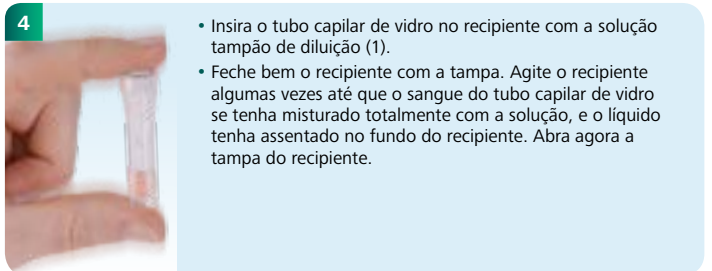 4
• Insira o tubo capilar de vidro no recipiente com a solução
tampão de diluição (1).
• Feche bem o recipiente com a tampa. Agite o recipiente
algumas vezes até que o sangue do tubo capilar de vidro
se tenha misturado totalmente com a solução, e o líquido
tenha assentado no fundo do recipiente. Abra agora a
tampa do recipiente.